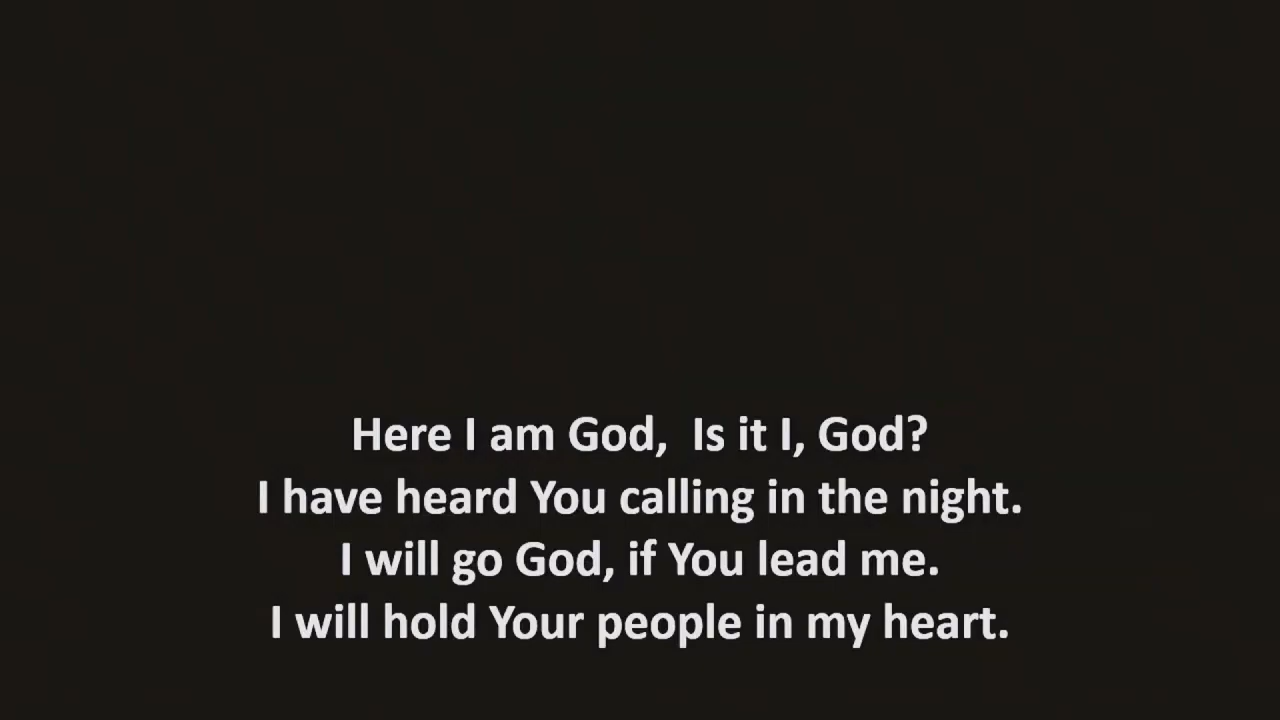 Here I am God,  Is it I, God?
I have heard You calling in the night.
I will go God, if You lead me.
I will hold Your people in my heart.